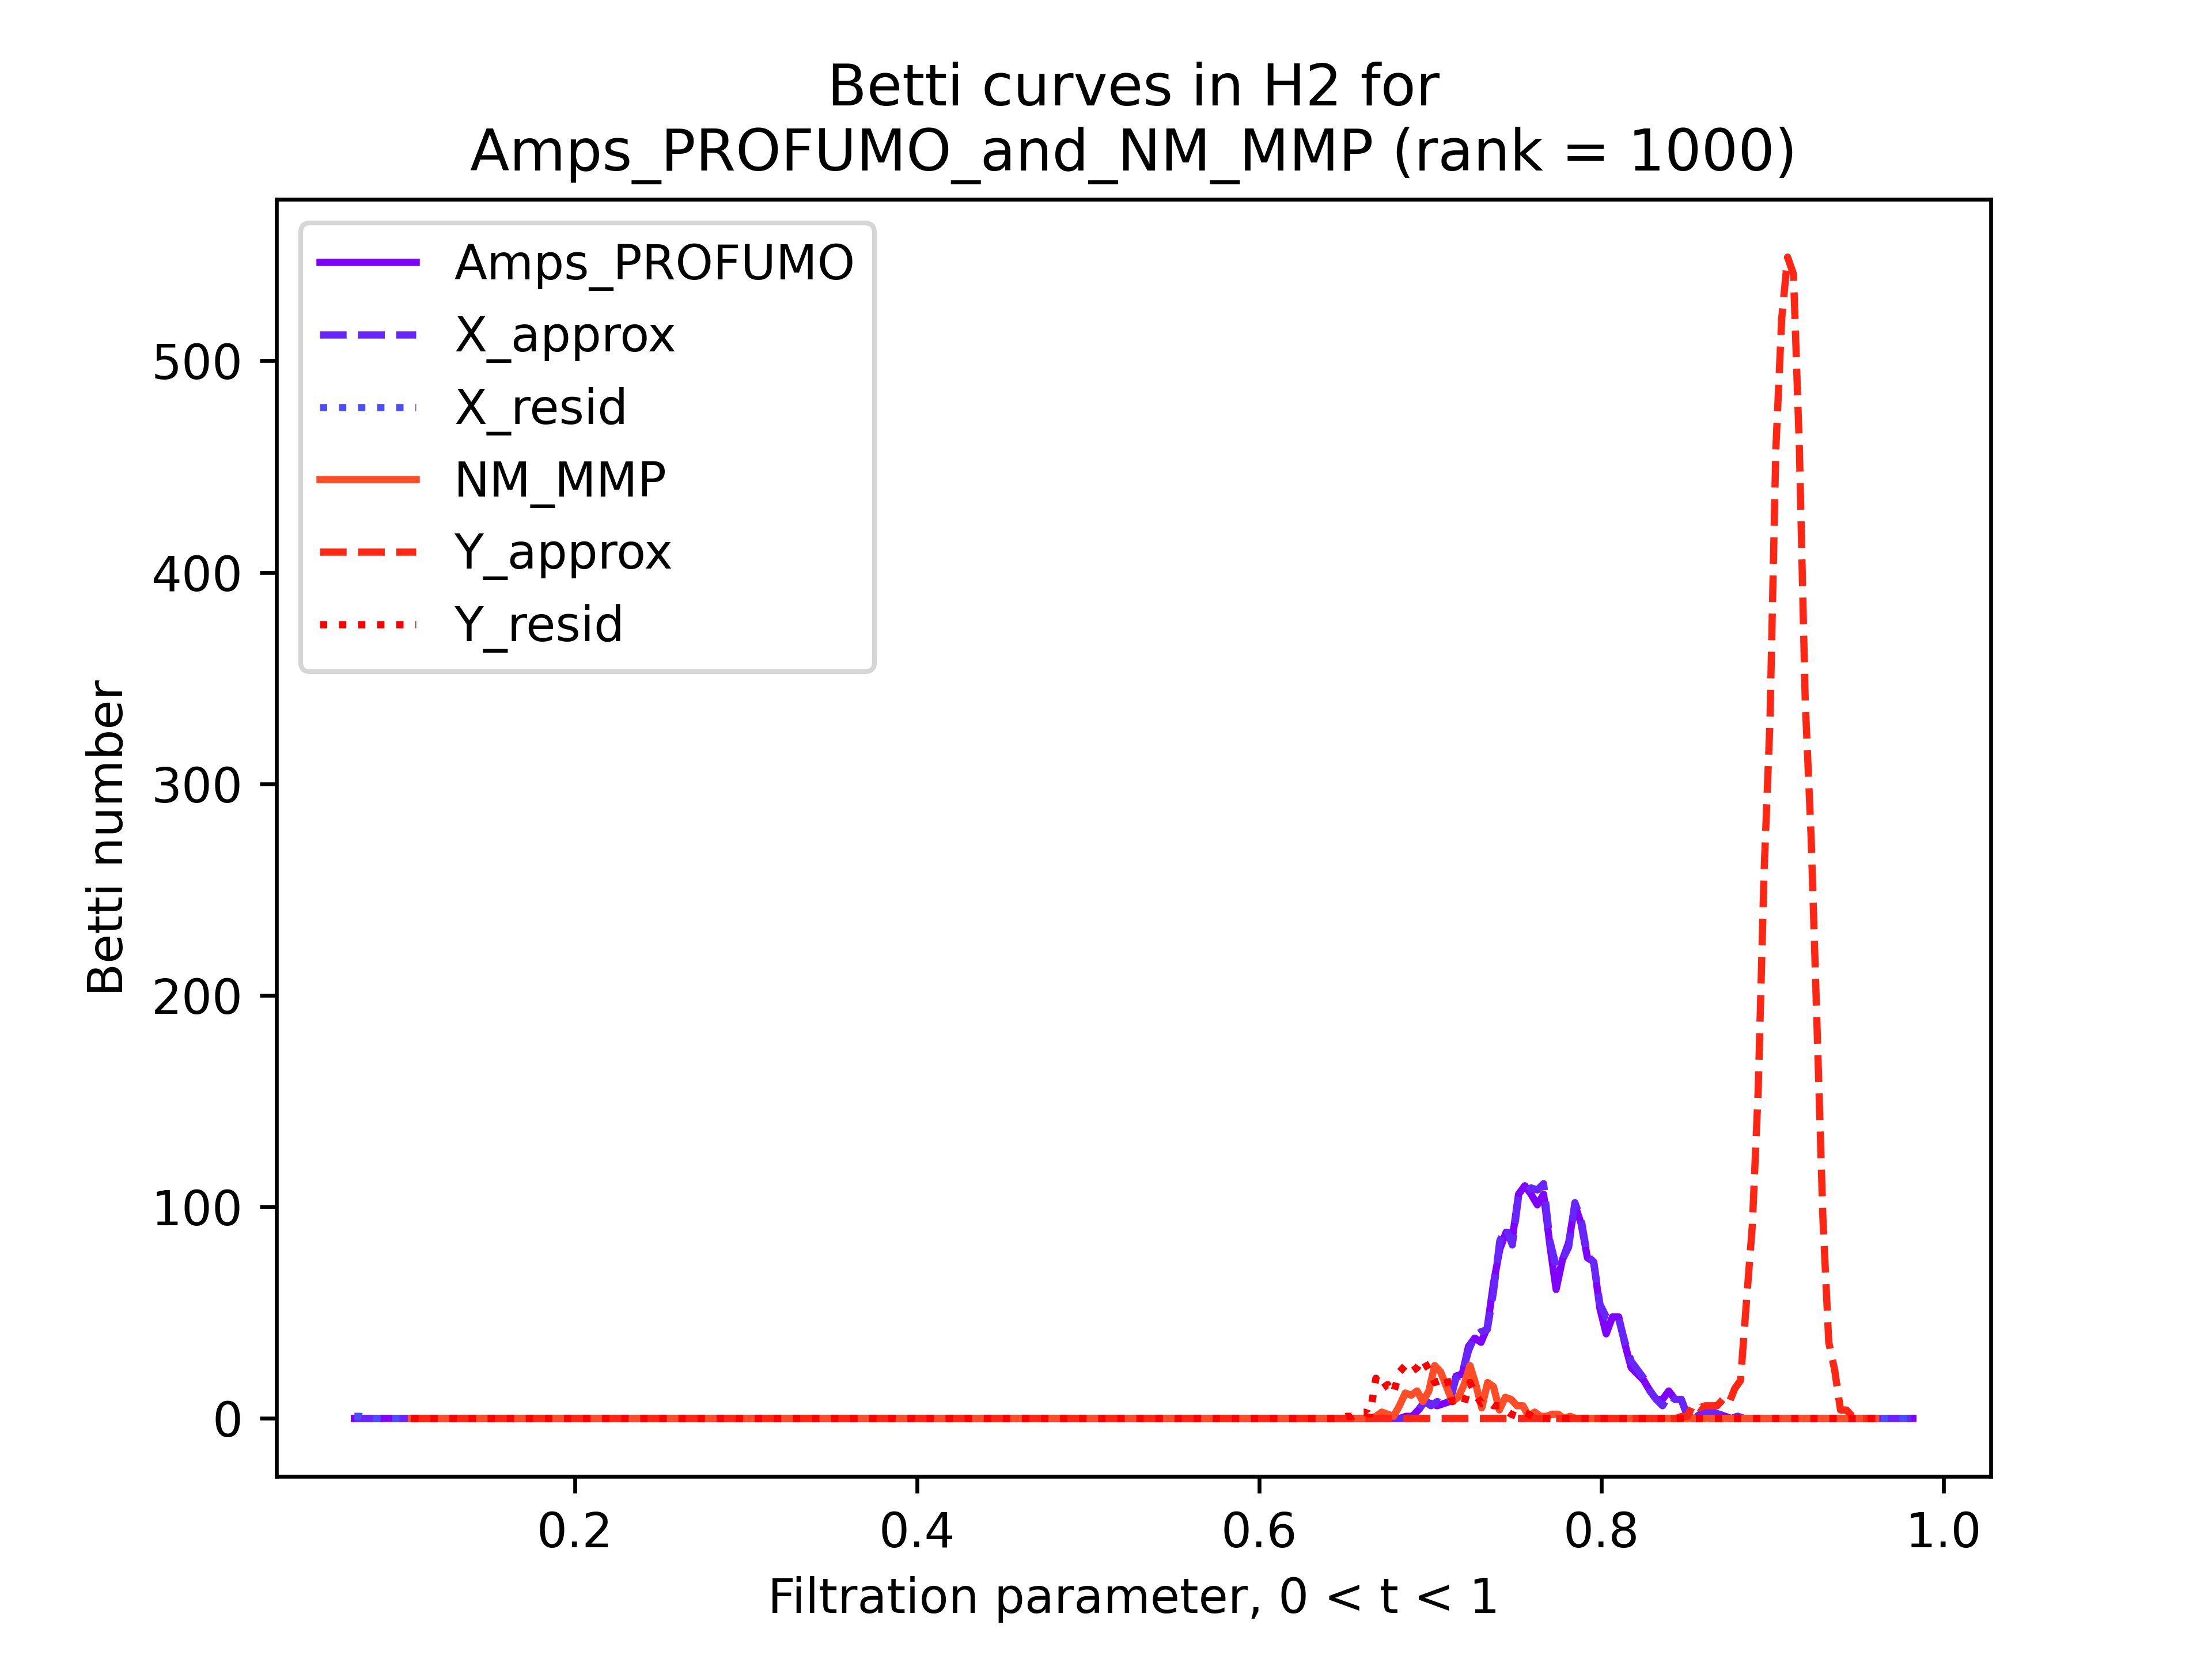 Betti curves in H2 for
Amps_PROFUMO_and_NM_MMP (rank = 1000)
Amps_PROFUMO
X_approx
X_resid
NM_MMP
Y_approx
Y_resid
Betti number
500
400
300
200
100
0
0.2
0.4
0.6
0.8
1.0
Filtration parameter, 0 < t < 1